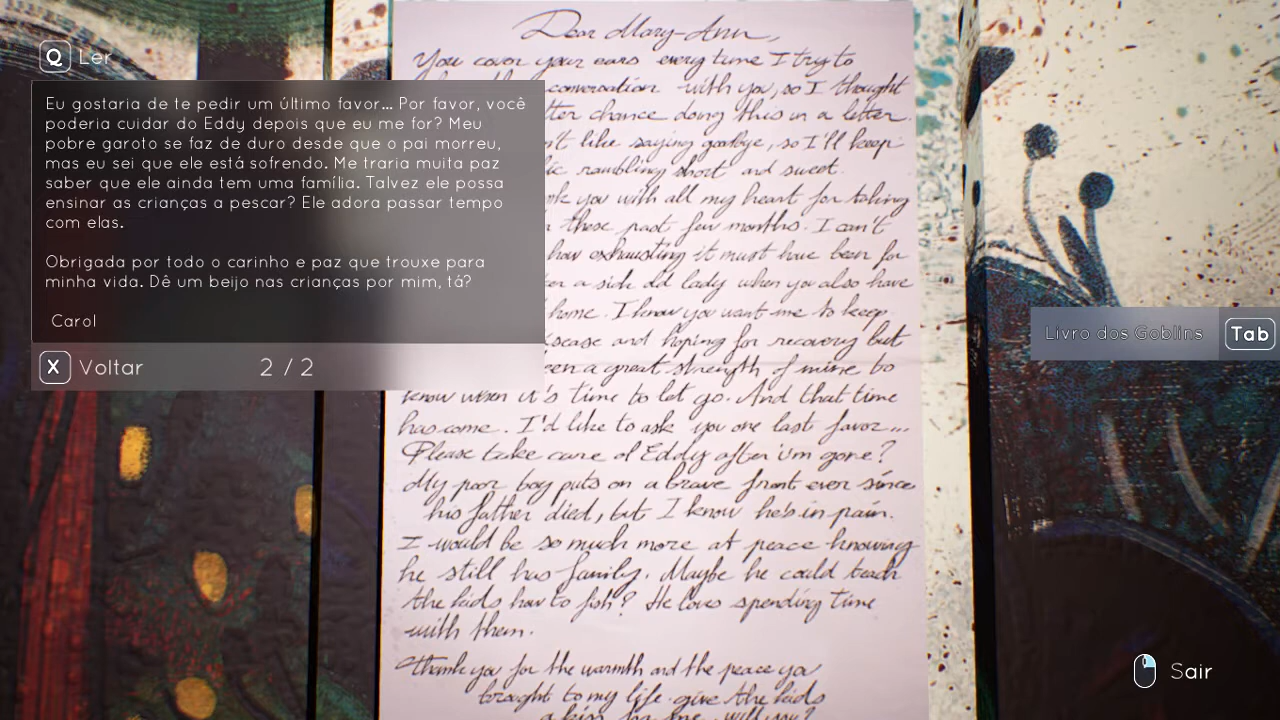 Q Ler
Eu gostaria de te pedir um último favor... Por favor, você
poderia cuidar do Eddy depois que eu me for? Meu
pobre garoto se faz de duro desde que o pai morreu,
mas eu sei que ele está sofrendo. Me traria muita paz
saber que ele ainda tem uma família. Talvez ele possa
ensinar as crianças a pescar? Ele adora passar tempo
com elas.
Obrigada por todo o carinho e paz que trouxe para
minha vida. Dê um beijo nas crianças por mim, tá?
Carol
X Voltar 2 / 2
Dear Mary-Ann,
You cover your ears every time I try to
conversation with you, so I thought
chance doing this in a letter.
like saying goodbye, so I'll keep
rambling short and sweet.
you with all my heart for taking
these past few months. I can't
how exhausting it must have been for
a sick old lady when you also have
home. I know you want me to keep
and hoping for recovery but
a great strength of mine to
know when it's time to let go. And that time
has come. I'd like to ask you one last favor...
Please take care of Eddy after i'm gone?
My poor boy puts on a brave front ever since
his father died, but I know he's in pain.
I would be so much more at peace knowing
he still has family. Maybe he could teach
the kids how to fish? He loves spending time
with them.
Thank you for the warmth and the peace you
brought to my life. give the kids
a kiss for me, will you?
Livro dos Goblins Tab
Sair